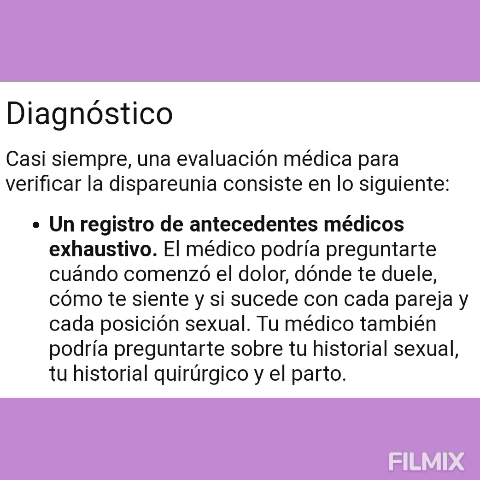 Diagnóstico
Casi siempre, una evaluación médica para
verificar la dispareunia consiste en lo siguiente:
• Un registro de antecedentes médicos
exhaustivo. El médico podría preguntarte
cuándo comenzó el dolor, dónde te duele,
cómo te siente y si sucede con cada pareja y
cada posición sexual. Tu médico también
podría preguntarte sobre tu historial sexual,
tu historial quirúrgico y el parto.
FILMIX